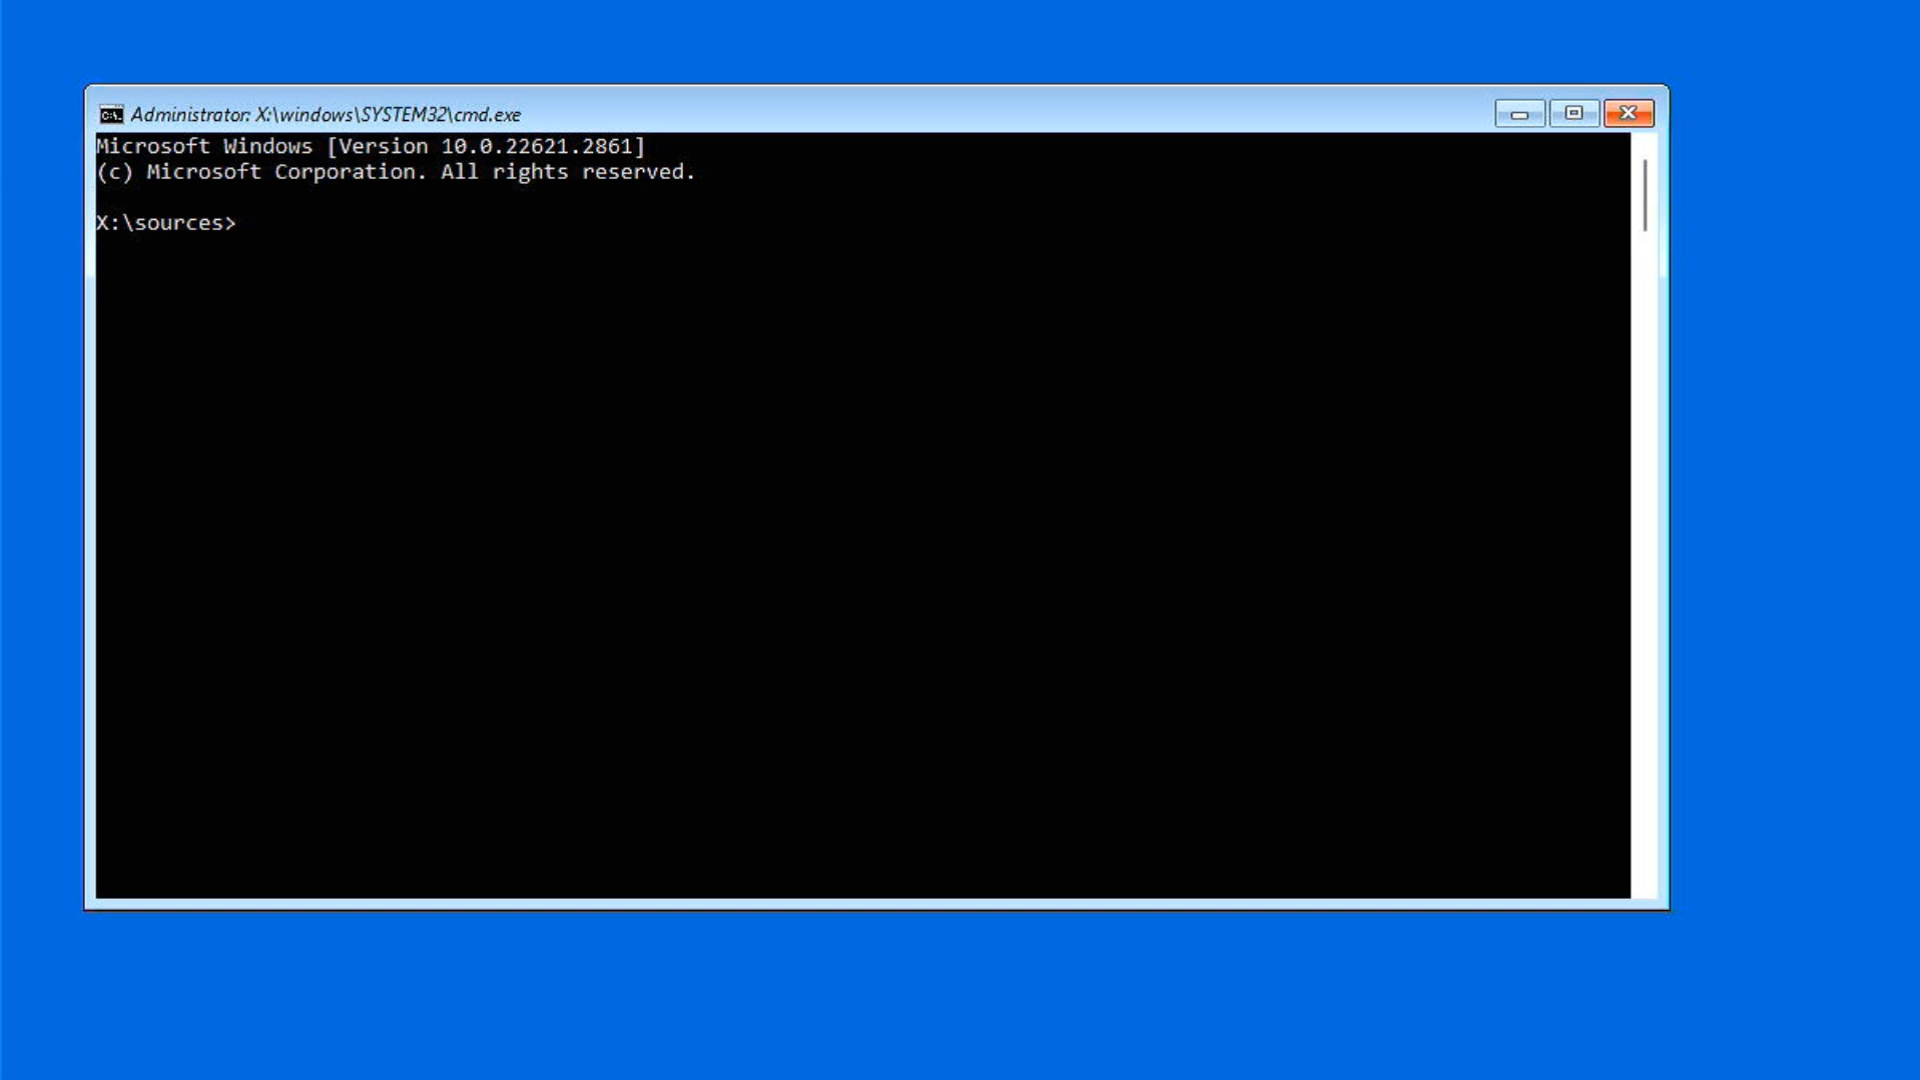 Administrator: X:\windows\SYSTEM32\cmd.exe
Microsoft Windows [Version 10.0.22621.2861]
(c) Microsoft Corporation. All rights reserved.
X:\sources>